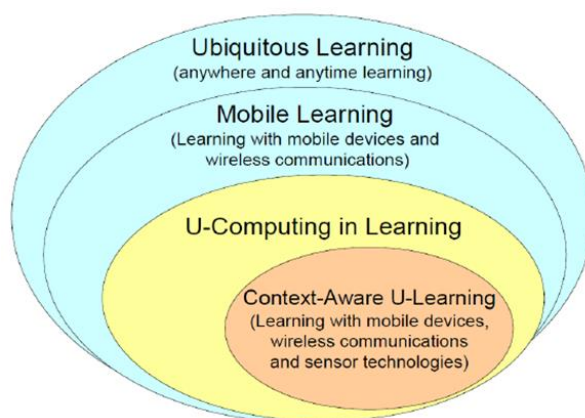 Ubiquitous Learning
(anywhere and anytime learning)
Mobile Learning
(Learning with mobile devices and
wireless communications)
U-Computing in Learning
Context-Aware U-Learning
(Learning with mobile devices,
wireless communications
and sensor technologies)